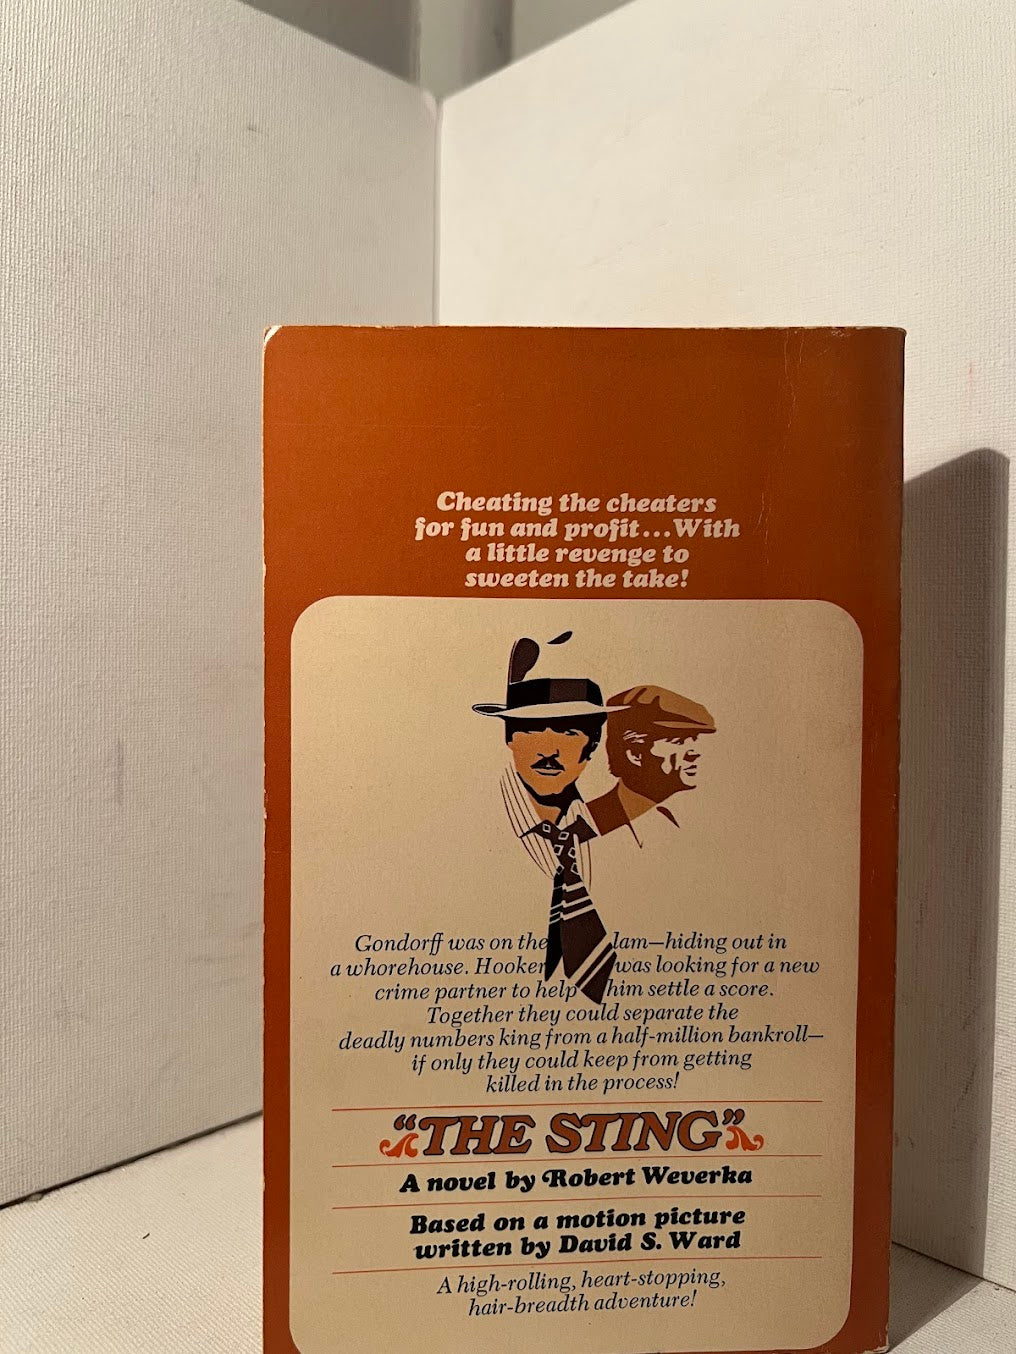 Cheating the cheaters
for fun and profit...With
a little revenge to
sweeten the take!
Gondorff was on the lam—hiding out in
a whorehouse. Hooker was looking for a new
crime partner to help him settle a score.
Together they could separate the
deadly numbers king from a half-million bankroll—
if only they could keep from getting
killed in the process!
"THE STING"
A novel by Robert Weverka
Based on a motion picture
written by David S. Ward
A high-rolling, heart-stopping,
hair-breadth adventure!